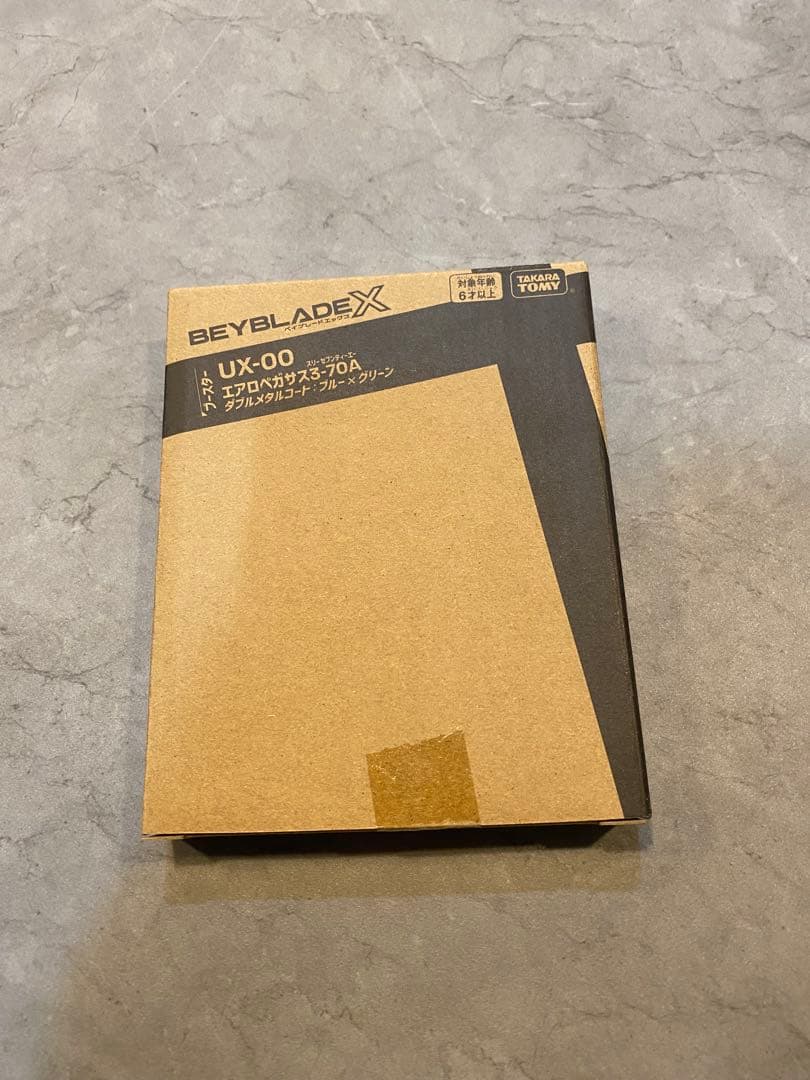 BEYBLADE X
ベイブレードエックス
対象年齢
6才以上
TAKARA
TOMY
ブースター
UX-00
スリーセブンティーエー
エアロペガサス3-70A
ダブルメタルコート：ブルー×グリーン